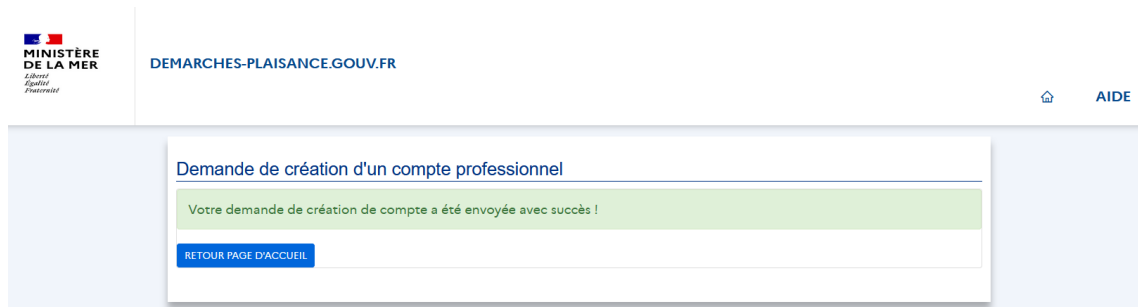 MINISTÈRE
DE LA MER
Liberté
Égalité
Fraternité
DEMARCHES-PLAISANCE.GOUV.FR
AIDE
Demande de création d'un compte professionnel
Votre demande de création de compte a été envoyée avec succès !
RETOUR PAGE D'ACCUEIL